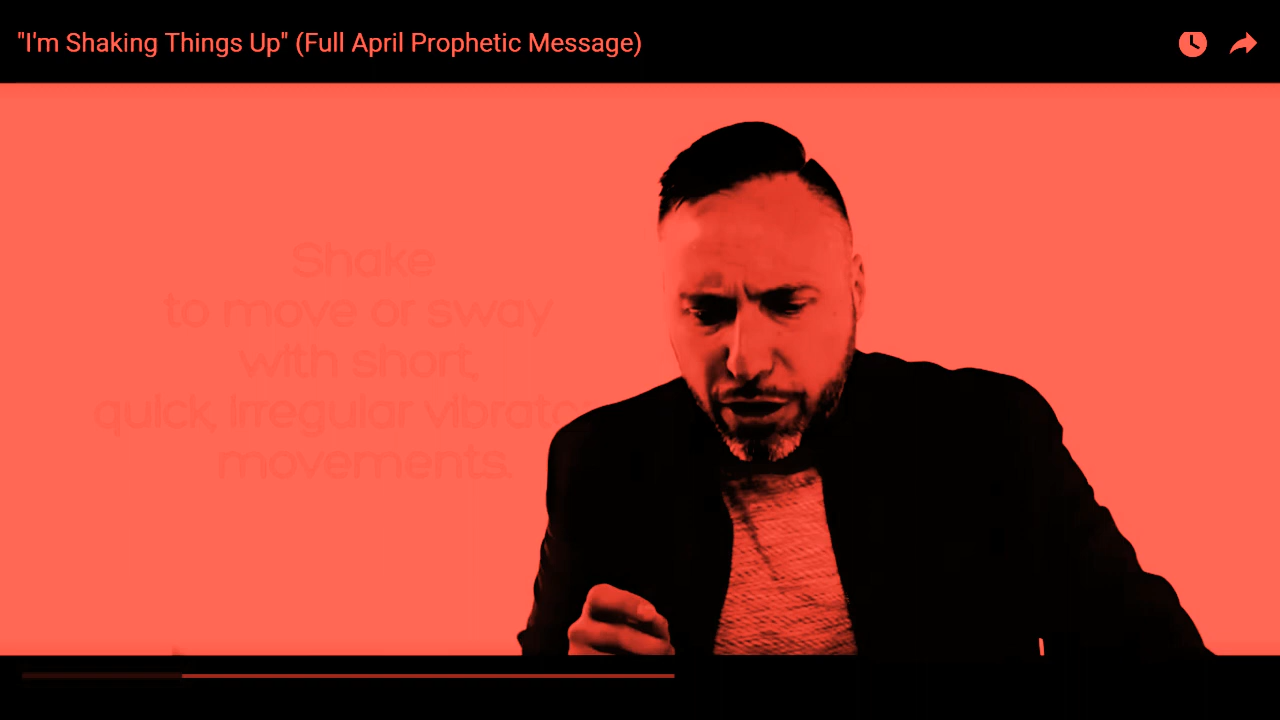 "I'm Shaking Things Up" (Full April Prophetic Message)
Shake
to move or sway
with short,
quick, irregular
movements.